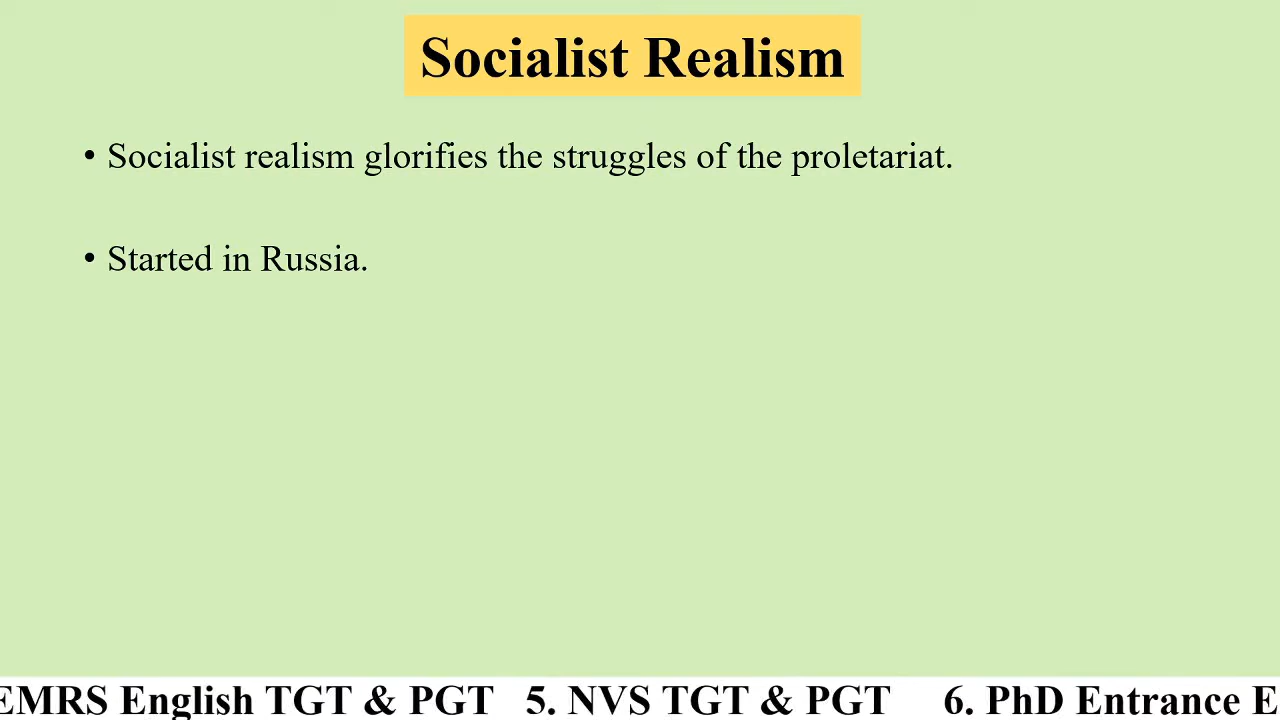 Socialist Realism
• Socialist realism glorifies the struggles of the proletariat.
• Started in Russia.
EMRS English TGT & PGT 5. NVS TGT & PGT 6. PhD Entrance E